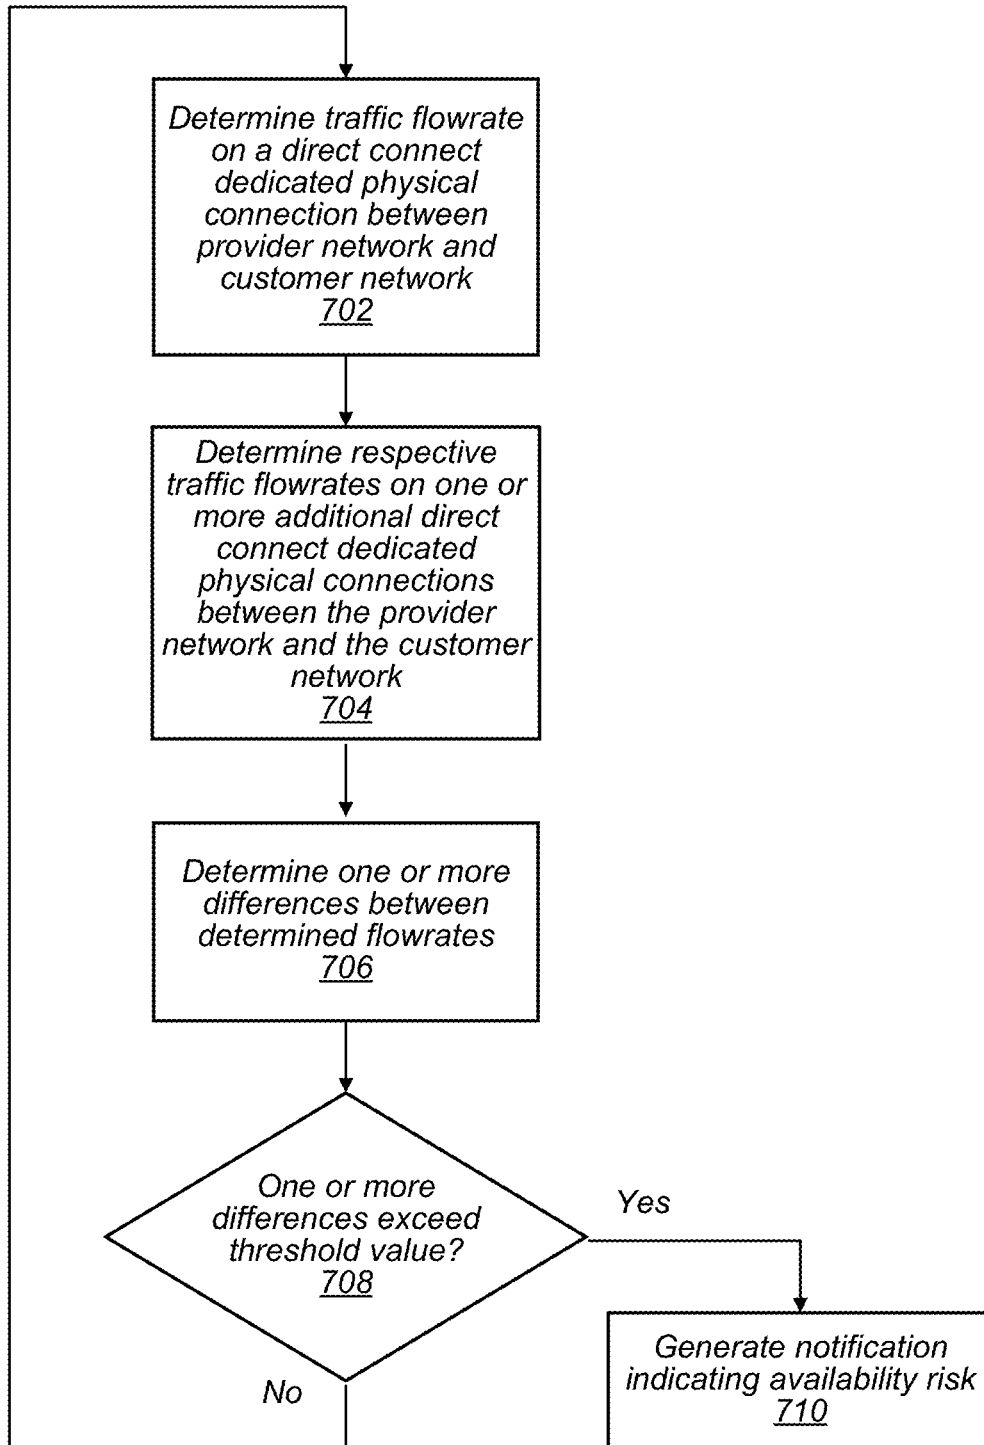 Determine traffic flowrate
on a direct connect
dedicated physical
connection between
provider network and
customer network
702
Determine respective
traffic flowrates on one or
more additional direct
connect dedicated
physical connections
between the provider
network and the customer
network
704
Determine one or more
differences between
determined flowrates
706
One or more
differences exceed
threshold value?
708
Yes
No
Generate notification
indicating availability risk
710